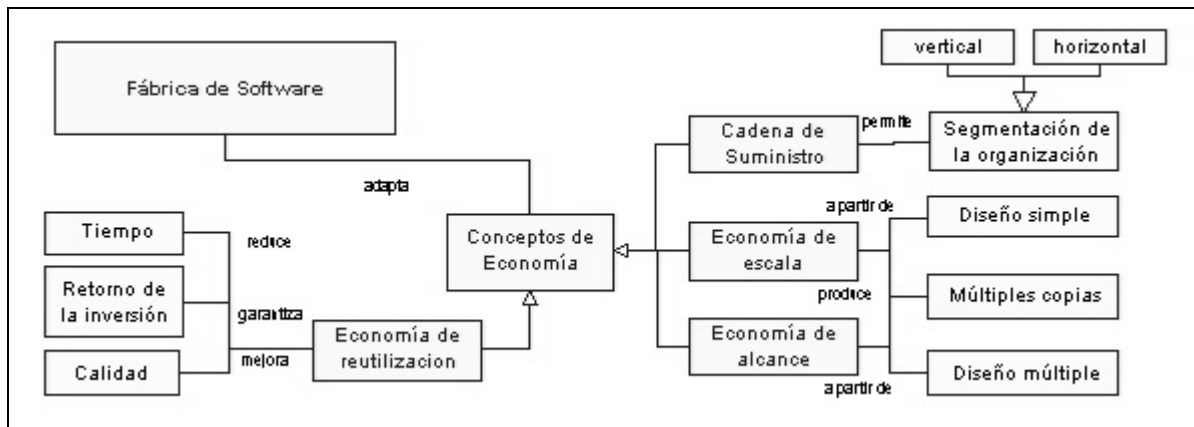 vertical
horizontal
Fábrica de Software
Cadena de
Suministro
permite
Segmentación de
la organización
adapta
a partir de
Diseño simple
Tiempo
reduce
Conceptos de
Economía
Economía de
escala
Retorno de
la inversión
garantiza
produce
Múltiples copias
Economía de
reutilizacion
mejora
Calidad
Economía de
alcance
a partir de
Diseño múltiple